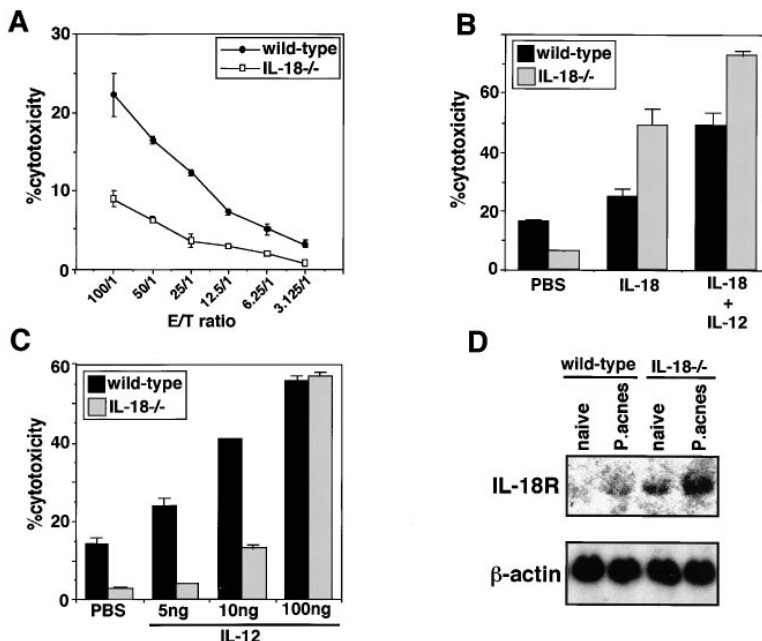 A
30
20
10
0
%cytotoxicity
wild-type
IL-18-/-
100/1
50/1
25/1
12.5/1
6.25/1
3.125/1
E/T ratio
B
wild-type
IL-18-/-
60
40
20
0
%cytotoxicity
PBS
IL-18
IL-18
+
IL-12
C
60
40
20
0
%cytotoxicity
wild-type
IL-18-/-
PBS
5ng
10ng
100ng
IL-12
D
wild-type IL-18-/-
naive
P.acnes
naive
P.acnes
IL-18R
β-actin